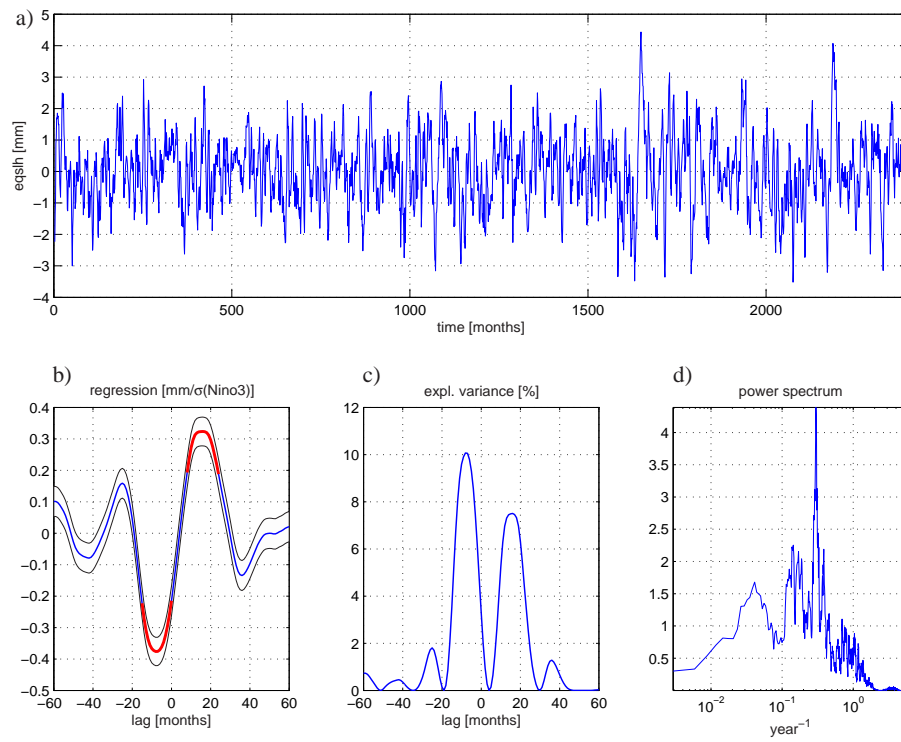 a)
5
4
3
2
1
0
−1
−2
−3
−4
eqslh [mm]
0 500 1000 1500 2000
time [months]
b)
regression [mm/σ(Nino3)]
0.4
0.3
0.2
0.1
0
−0.1
−0.2
−0.3
−0.4
−0.5
−60 −40 −20 0 20 40 60
lag [months]
c)
expl. variance [%]
12
10
8
6
4
2
0
−60 −40 −20 0 20 40 60
lag [months]
d)
power spectrum
4
3.5
3
2.5
2
1.5
1
0.5
10−2 10−1 100
year−1